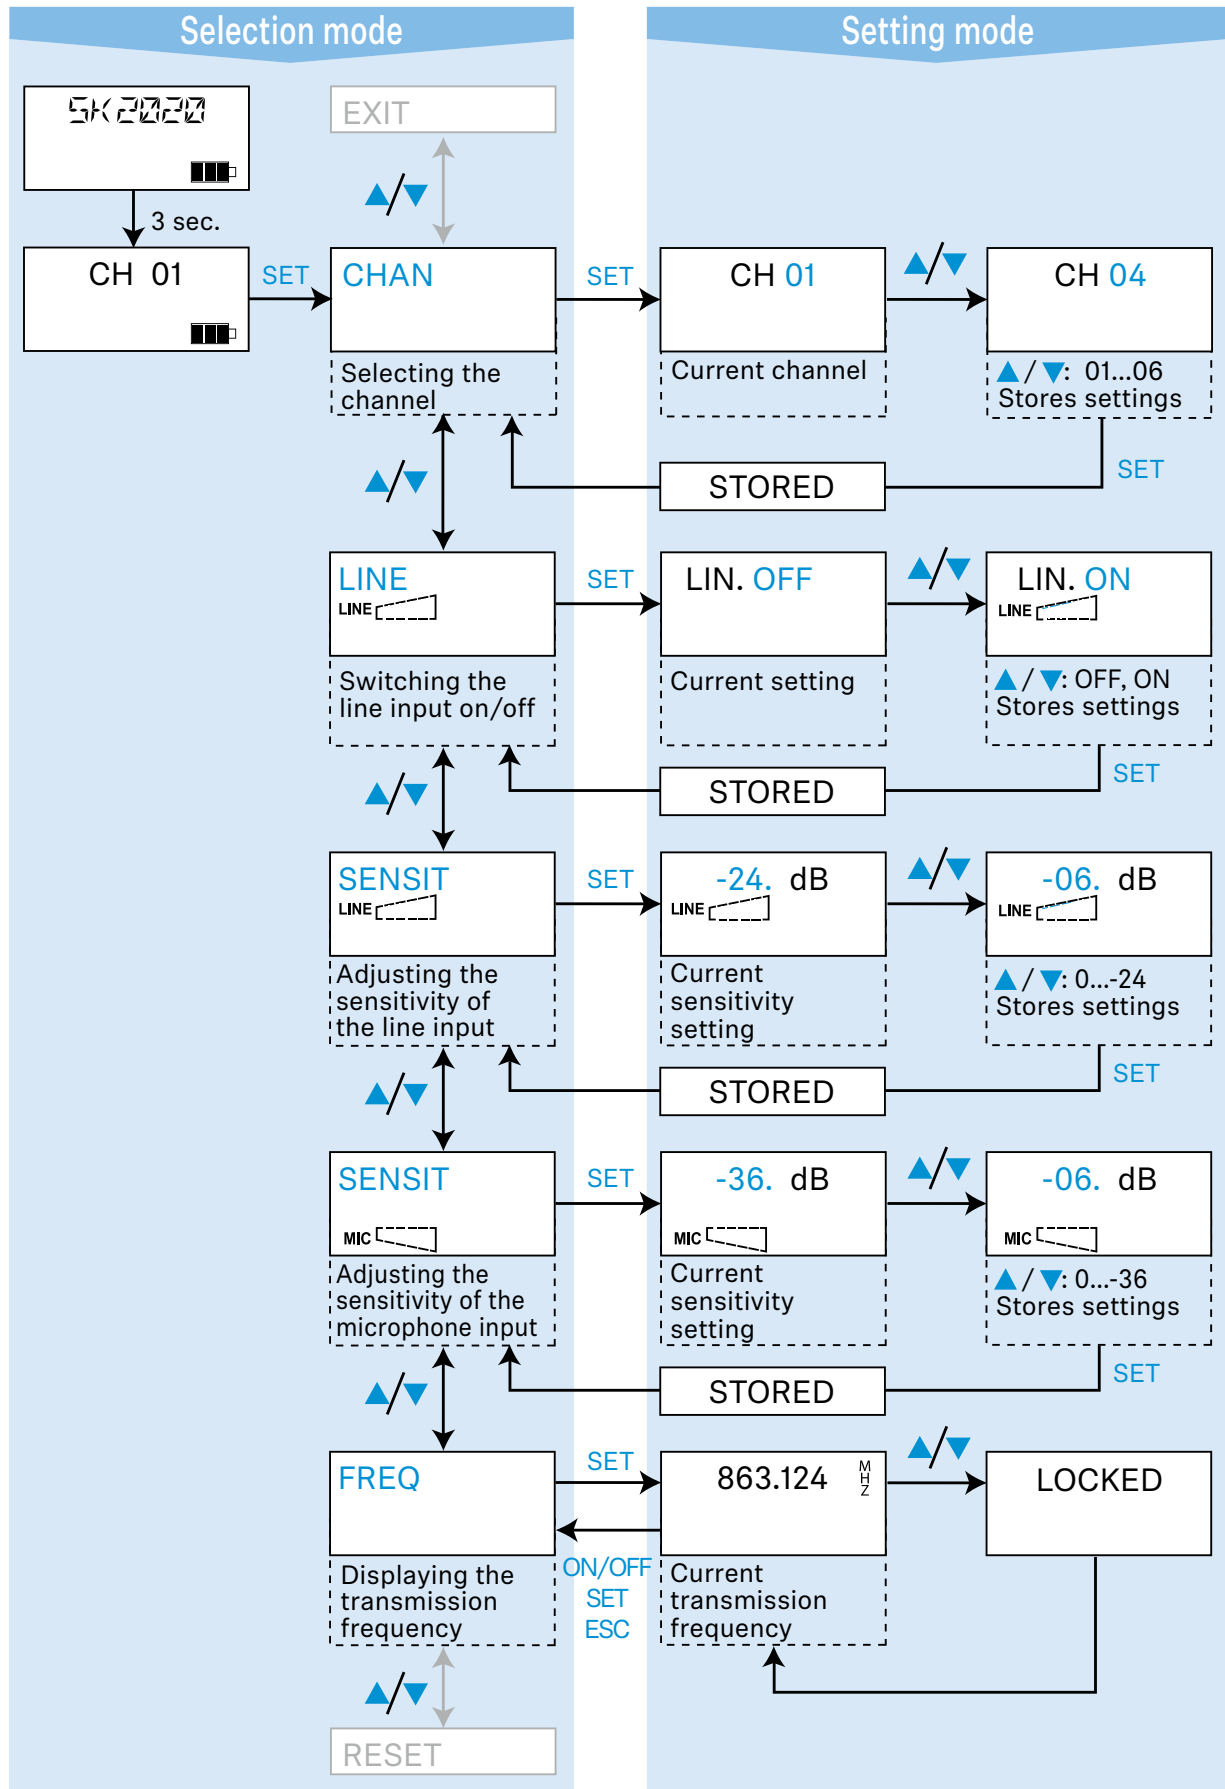 Selection mode
Setting mode
SK2020
EXIT
▲/▼
3 sec.
CH 01
SET
CHAN
SET
CH 01
▲/▼
CH 04
Selecting the
channel
Current channel
▲ / ▼: 01...06
Stores settings
▲/▼
STORED
SET
LINE
LINE
SET
LIN. OFF
▲/▼
LIN. ON
LINE
Switching the
line input on/off
Current setting
▲ / ▼: OFF, ON
Stores settings
▲/▼
STORED
SET
SENSIT
LINE
SET
-24. dB
LINE
▲/▼
-06. dB
LINE
Adjusting the
sensitivity of
the line input
Current
sensitivity
setting
▲ / ▼: 0...-24
Stores settings
▲/▼
STORED
SET
SENSIT
MIC
SET
-36. dB
MIC
▲/▼
-06. dB
MIC
Adjusting the
sensitivity of the
microphone input
Current
sensitivity
setting
▲ / ▼: 0...-36
Stores settings
▲/▼
STORED
SET
FREQ
SET
863.124 MHZ
▲/▼
LOCKED
Displaying the
transmission
frequency
ON/OFF
SET
ESC
Current
transmission
frequency
▲/▼
RESET